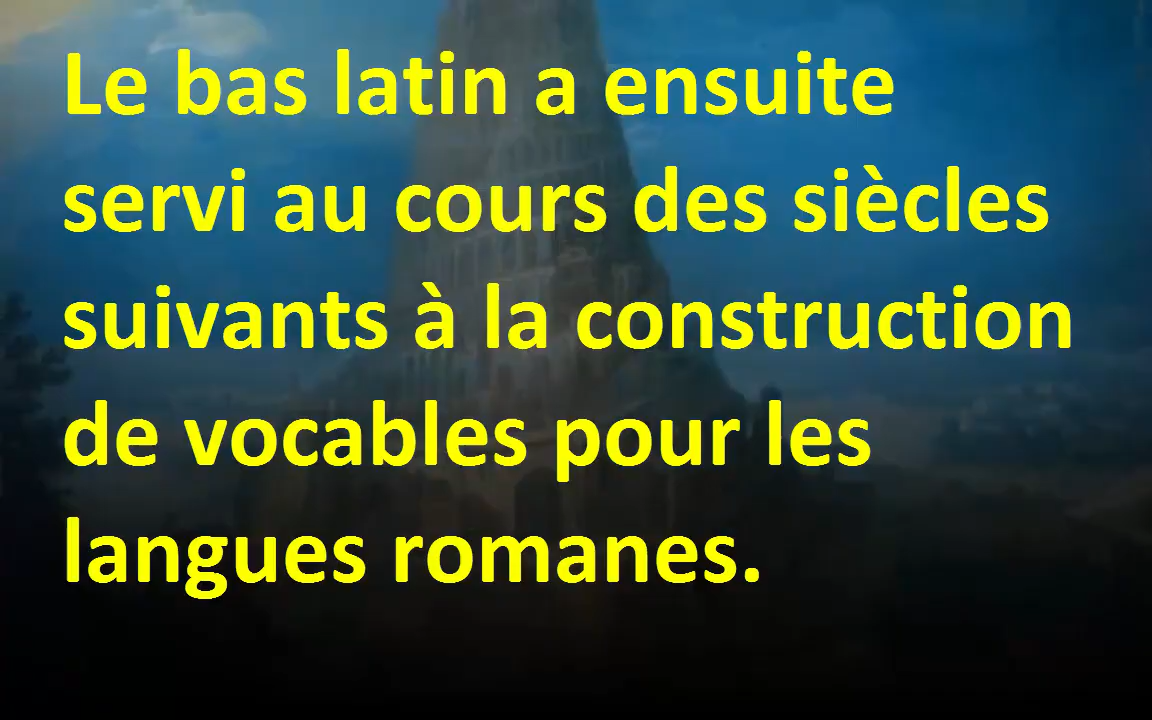 Le bas latin a ensuite
servi au cours des siècles
suivants à la construction
de vocables pour les
langues romanes.